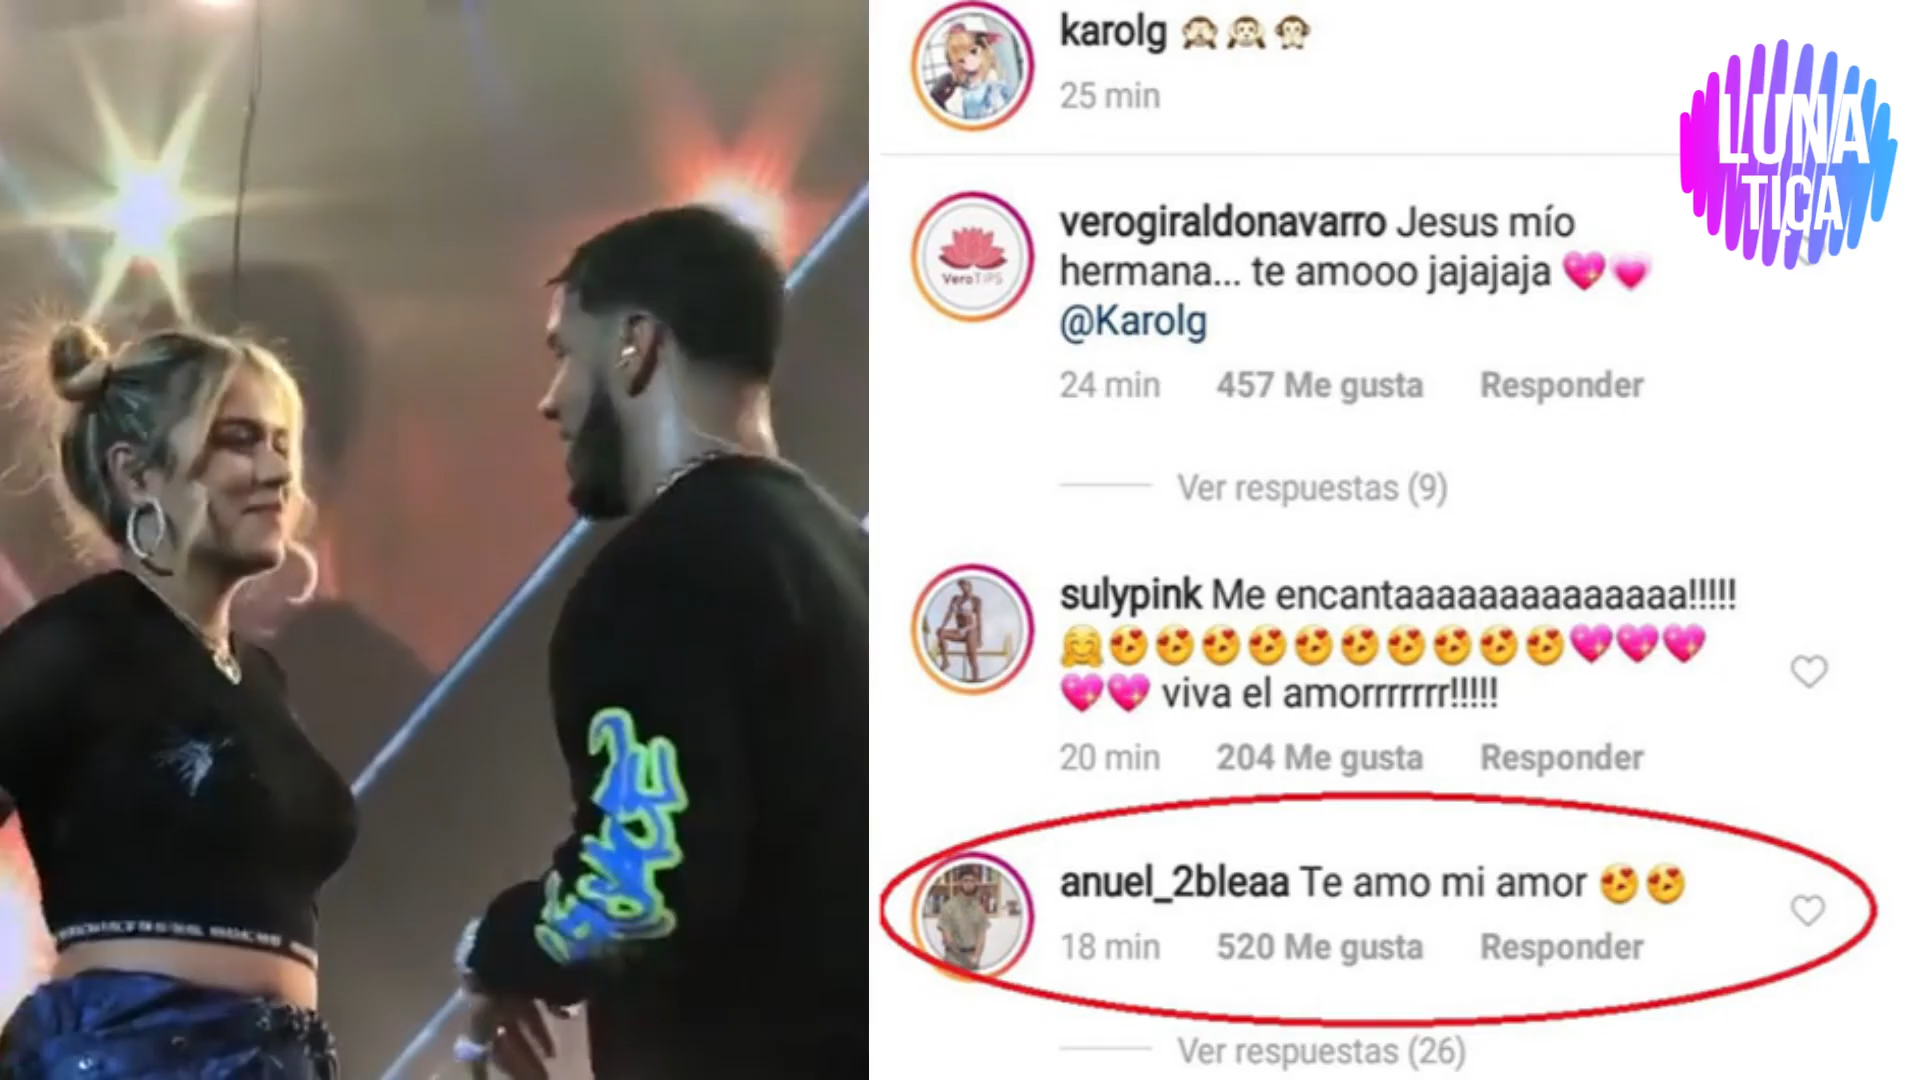 karolg 🙈🙊🙉
25 min
LUNA
TICA
verogiraldonavarro Jesus mío
hermana... te amooo jajajaja 💖💗
@Karolg
24 min 457 Me gusta Responder
VeroTIPS
Ver respuestas (9)
sulypink Me encantaaaaaaaaaaaaaa!!!!!
🤗😍😍😍😍😍😍😍😍😍😍💖💖💖
💖💖 viva el amorrrrrrrr!!!!!
20 min 204 Me gusta Responder
anuel_2bleaa Te amo mi amor 😍😍
18 min 520 Me gusta Responder
Ver respuestas (26)